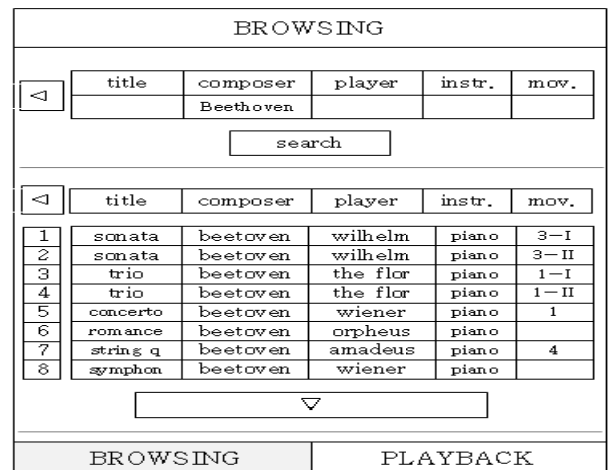 BROWSING
title composer player instr. mov.
Beethoven
search
title composer player instr. mov.
1 sonata beetoven wilhelm piano 3-I
2 sonata beetoven wilhelm piano 3-II
3 trio beetoven the flor piano 1-I
4 trio beetoven the flor piano 1-II
5 concerto beetoven wiener piano 1
6 romance beetoven orpheus piano
7 string q beetoven amadeus piano 4
8 symphon beetoven wiener piano
BROWSING PLAYBACK